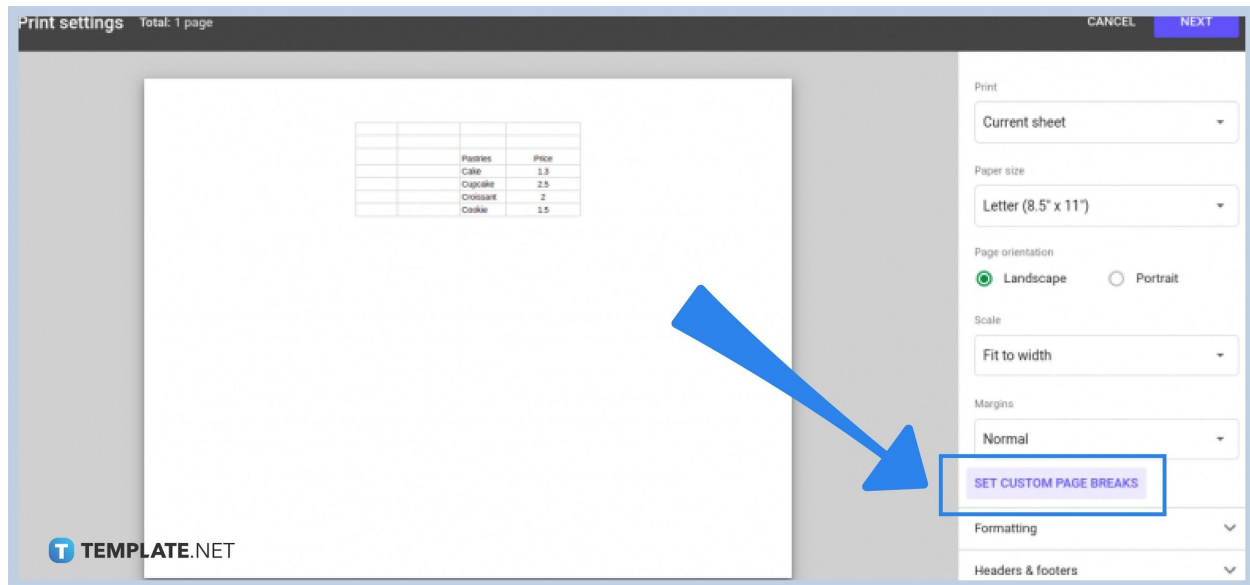 Print settings Total: 1 page
CANCEL NEXT
Pastries Price
Cake 1.3
Cupcake 2.5
Croissant 2
Cookie 1.5
Print
Current sheet
Paper size
Letter (8.5" x 11")
Page orientation
Landscape Portrait
Scale
Fit to width
Margins
Normal
SET CUSTOM PAGE BREAKS
Formatting
Headers & footers
T TEMPLATE.NET